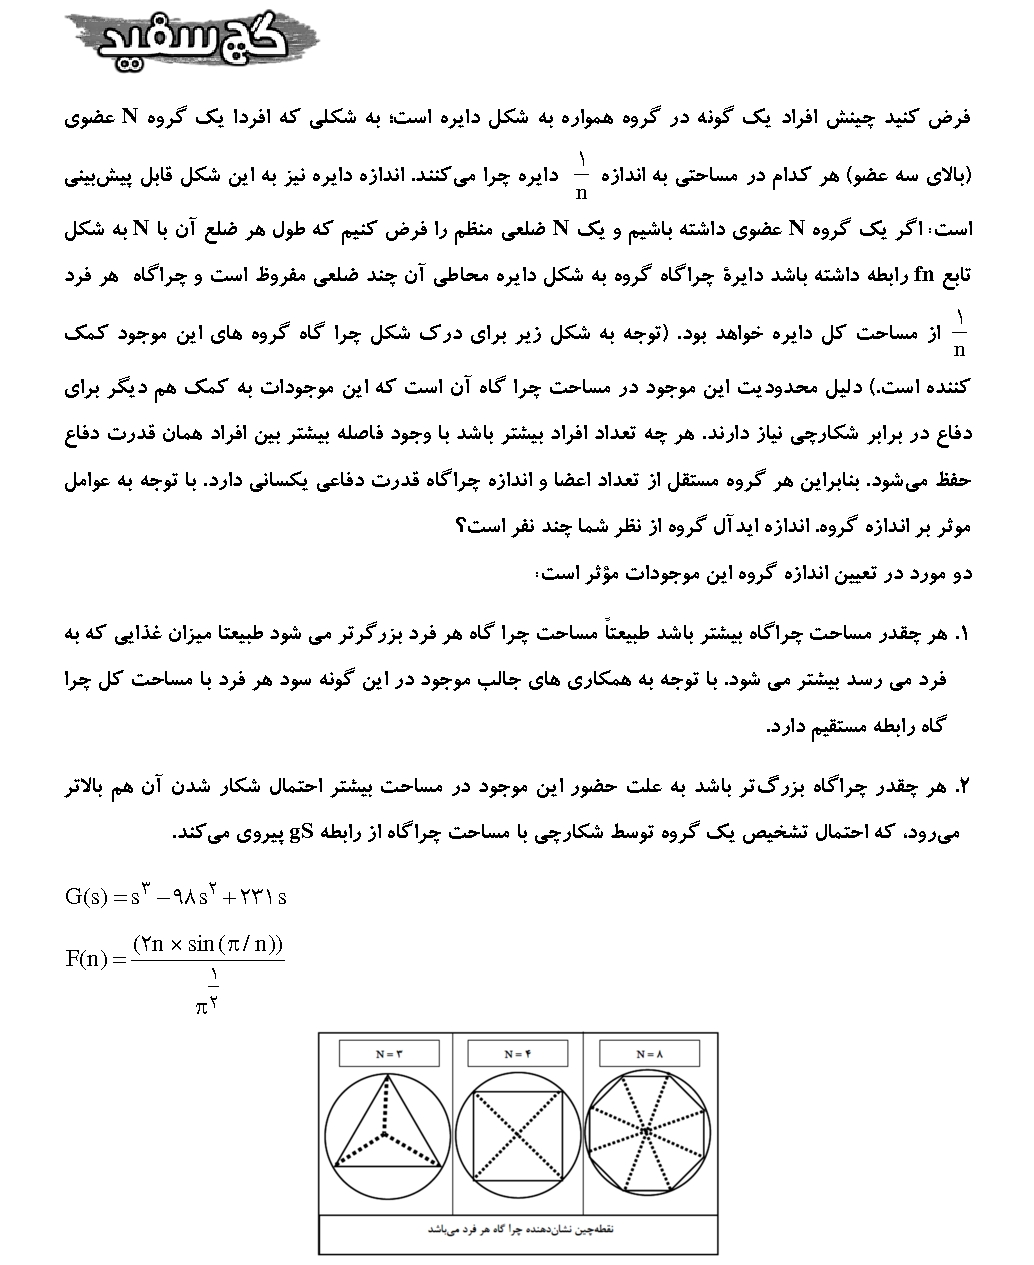 گچ سفید
فرض کنید چینش افراد یک گونه در گروه همواره به شکل دایره است؛ به شکلی که افردا یک گروه N عضوی
(بالای سه عضو) هر کدام در مساحتی به اندازه ۱/n دایره چرا می‌کنند. اندازه دایره نیز به این شکل قابل پیش‌بینی
است: اگر یک گروه N عضوی داشته باشیم و یک N ضلعی منظم را فرض کنیم که طول هر ضلع آن با N به شکل
تابع fn رابطه داشته باشد دایرهٔ چراگاه گروه به شکل دایره محاطی آن چند ضلعی مفروظ است و چراگاه هر فرد
۱/n از مساحت کل دایره خواهد بود. (توجه به شکل زیر برای درک شکل چرا گاه گروه های این موجود کمک
کننده است.) دلیل محدودیت این موجود در مساحت چرا گاه آن است که این موجودات به کمک هم دیگر برای
دفاع در برابر شکارچی نیاز دارند. هر چه تعداد افراد بیشتر باشد با وجود فاصله بیشتر بین افراد همان قدرت دفاع
حفظ می‌شود. بنابراین هر گروه مستقل از تعداد اعضا و اندازه چراگاه قدرت دفاعی یکسانی دارد. با توجه به عوامل
موثر بر اندازه گروه. اندازه ایدآل گروه از نظر شما چند نفر است؟
دو مورد در تعیین اندازه گروه این موجودات مؤثر است:
۱. هر چقدر مساحت چراگاه بیشتر باشد طبیعتاً مساحت چرا گاه هر فرد بزرگرتر می شود طبیعتا میزان غذایی که به
فرد می رسد بیشتر می شود. با توجه به همکاری های جالب موجود در این گونه سود هر فرد با مساحت کل چرا
گاه رابطه مستقیم دارد.
۲. هر چقدر چراگاه بزرگ‌تر باشد به علت حضور این موجود در مساحت بیشتر احتمال شکار شدن آن هم بالاتر
می‌رود، که احتمال تشخیص یک گروه توسط شکارچی با مساحت چراگاه از رابطه gS پیروی می‌کند.
G(s) = s^۳ − ۹۸s^۲ + ۲۳۱s
F(n) = (۲n × sin(π/n)) / π^(۱/۲)
N = ۳ N = ۴ N = ۸
نقطه‌چین نشان‌دهنده چرا گاه هر فرد می‌باشد